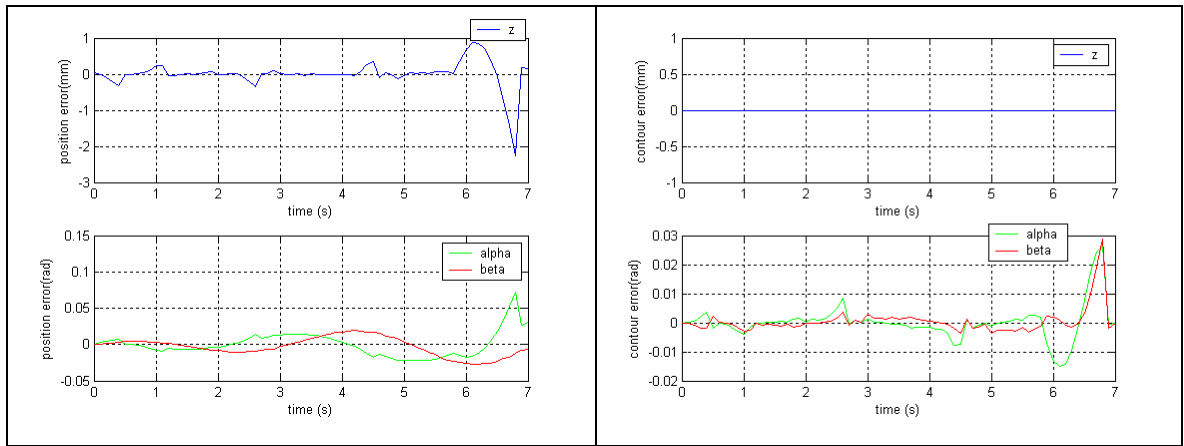 z
1
0
-1
-2
-3
position error(mm)
0 1 2 3 4 5 6 7
time (s)
0.15
0.1
0.05
0
-0.05
position error(rad)
alpha
beta
0 1 2 3 4 5 6 7
time (s)
z
1
0.5
0
-0.5
-1
contour error(mm)
0 1 2 3 4 5 6 7
time (s)
0.03
0.02
0.01
0
-0.01
-0.02
contour error(rad)
alpha
beta
0 1 2 3 4 5 6 7
time (s)